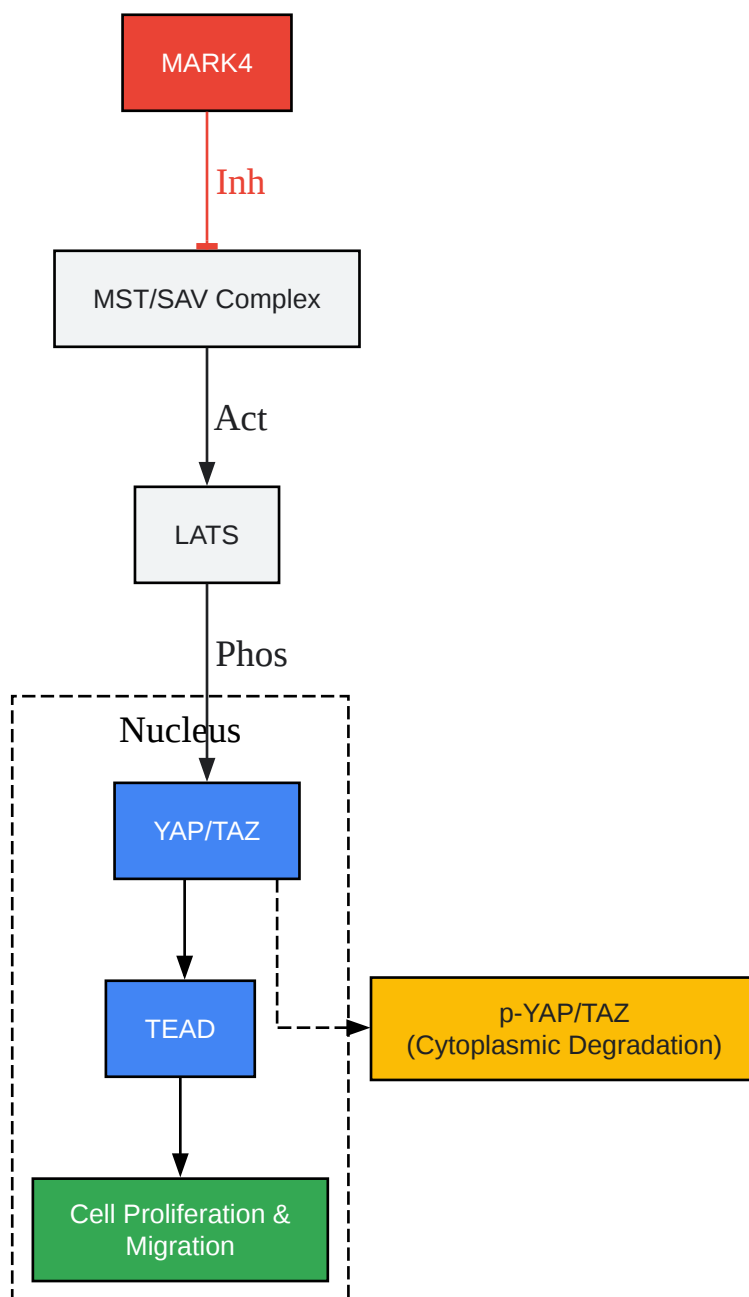 MARK4
Inh
MST/SAV Complex
Act
LATS
Phos
Nucleus
YAP/TAZ
TEAD
p-YAP/TAZ
(Cytoplasmic Degradation)
Cell Proliferation &
Migration